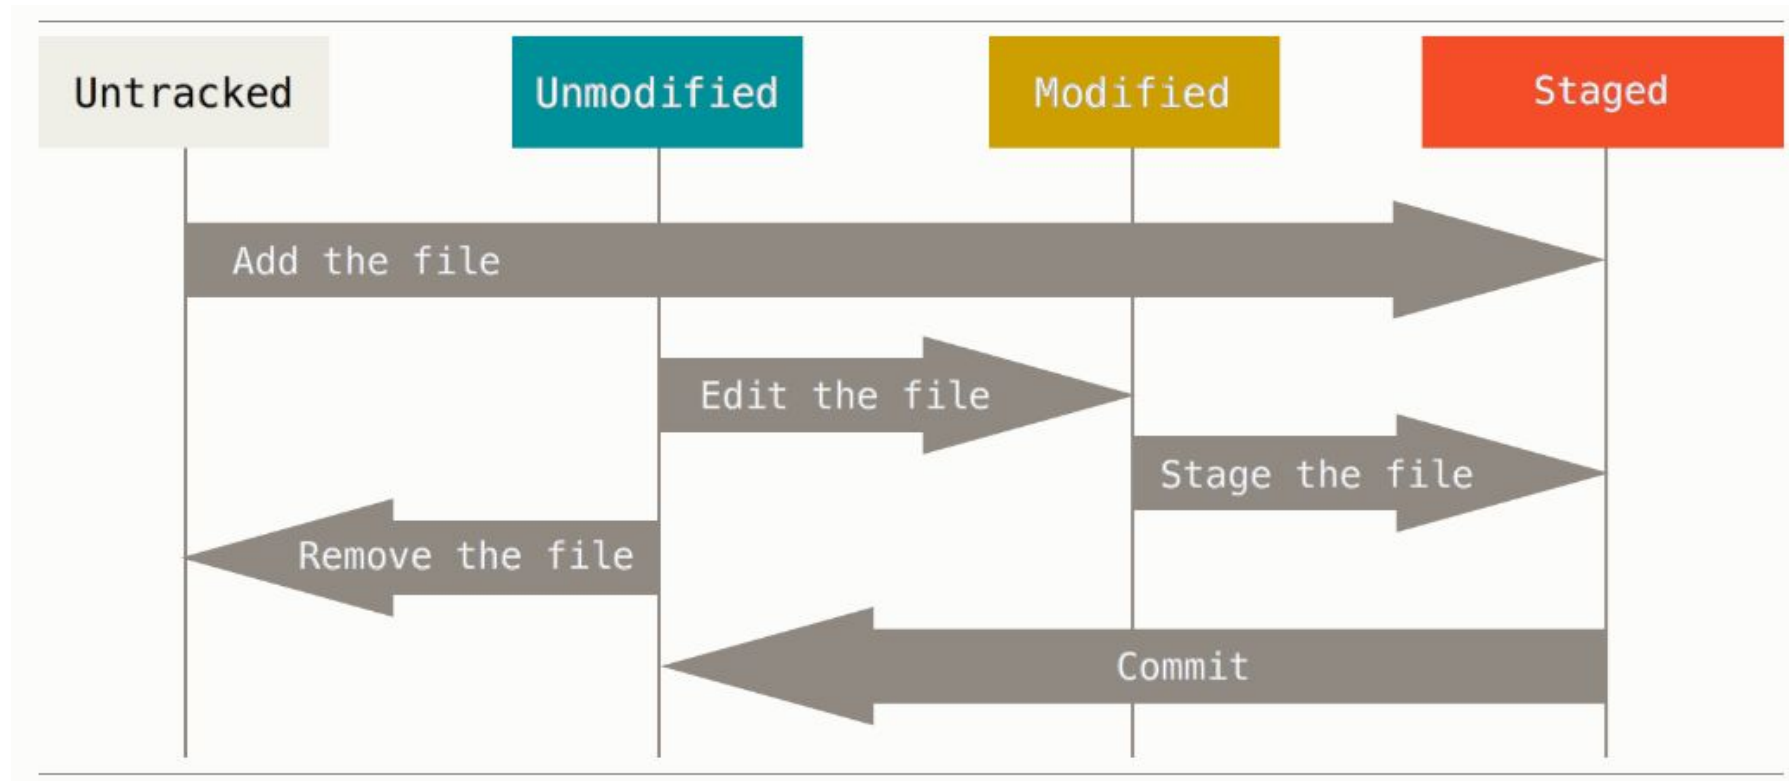 Untracked
Unmodified
Modified
Staged
Add the file
Edit the file
Stage the file
Remove the file
Commit